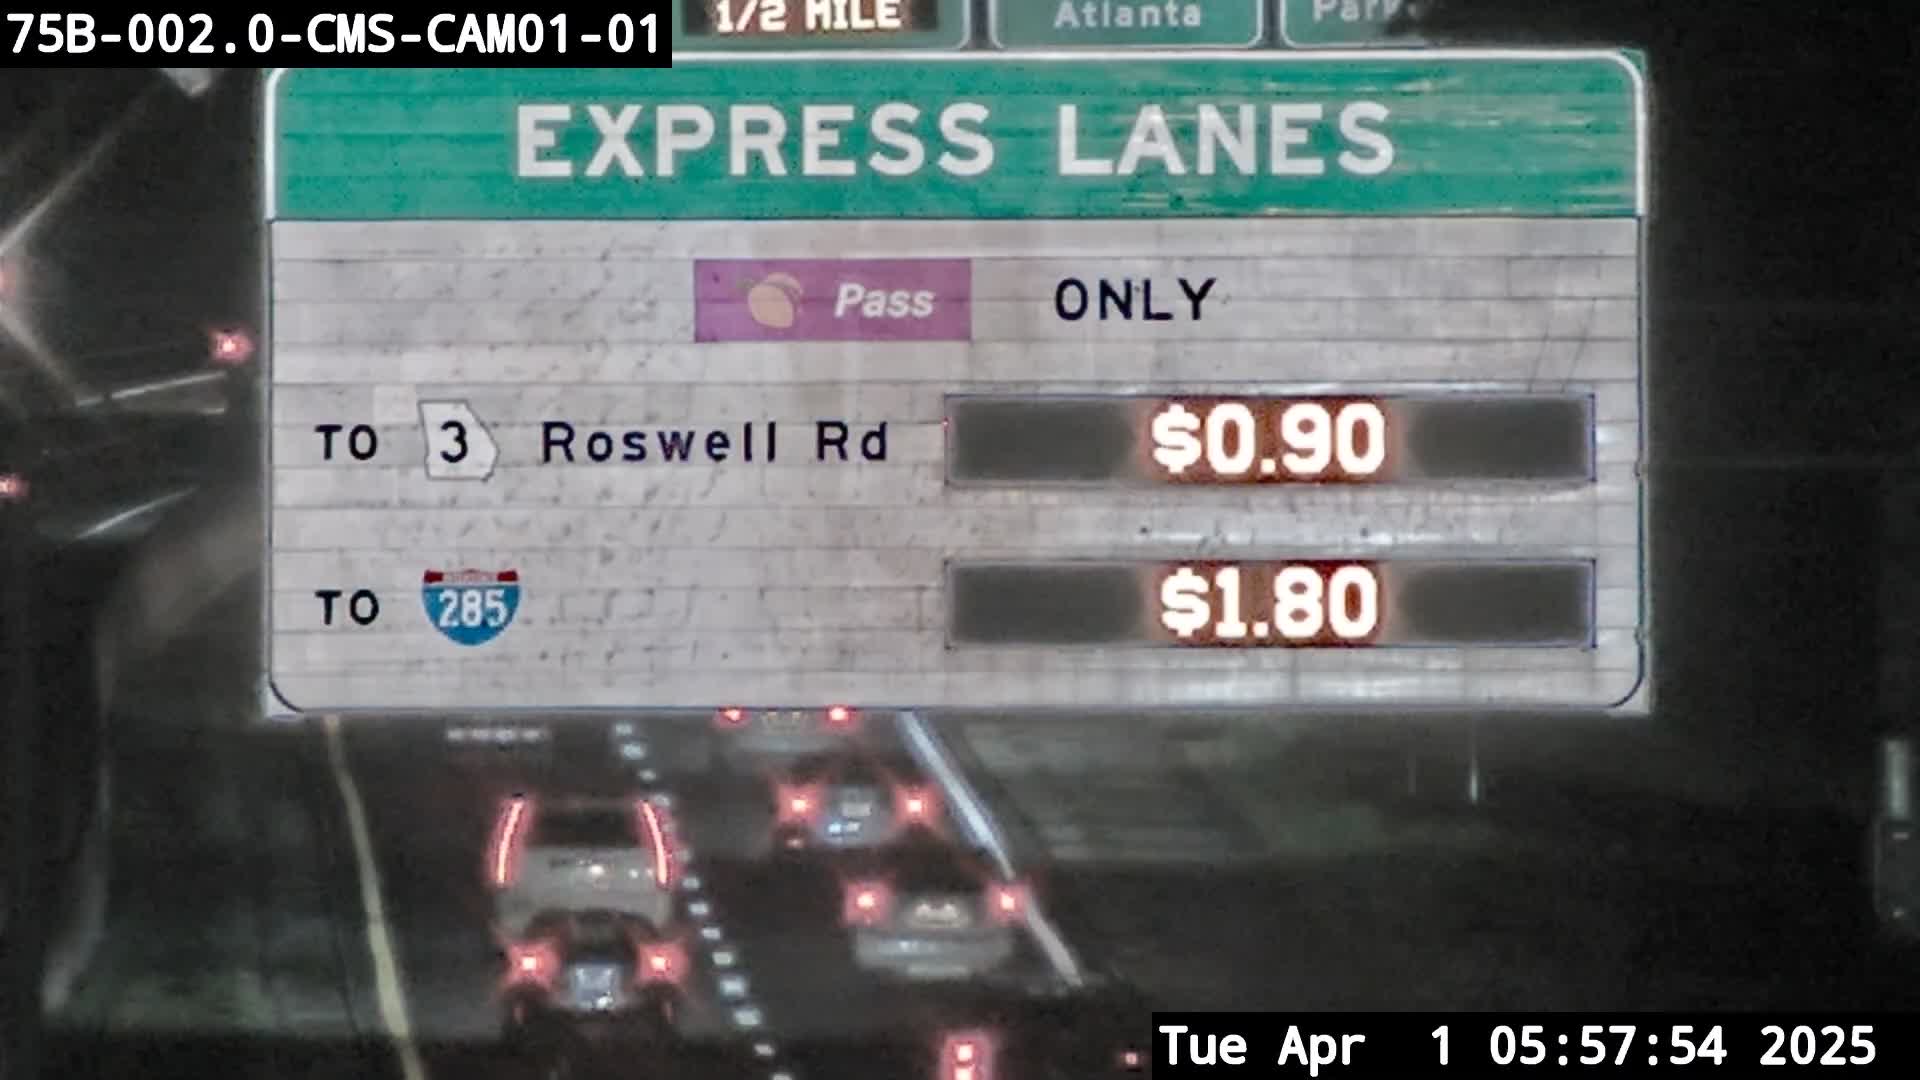 75B-002.0-CMS-CAM01-01
1/2 MILE
Atlanta
Park
EXPRESS LANES
Pass ONLY
TO 3 Roswell Rd $0.90
TO 285 $1.80
Tue Apr 1 05:57:54 2025